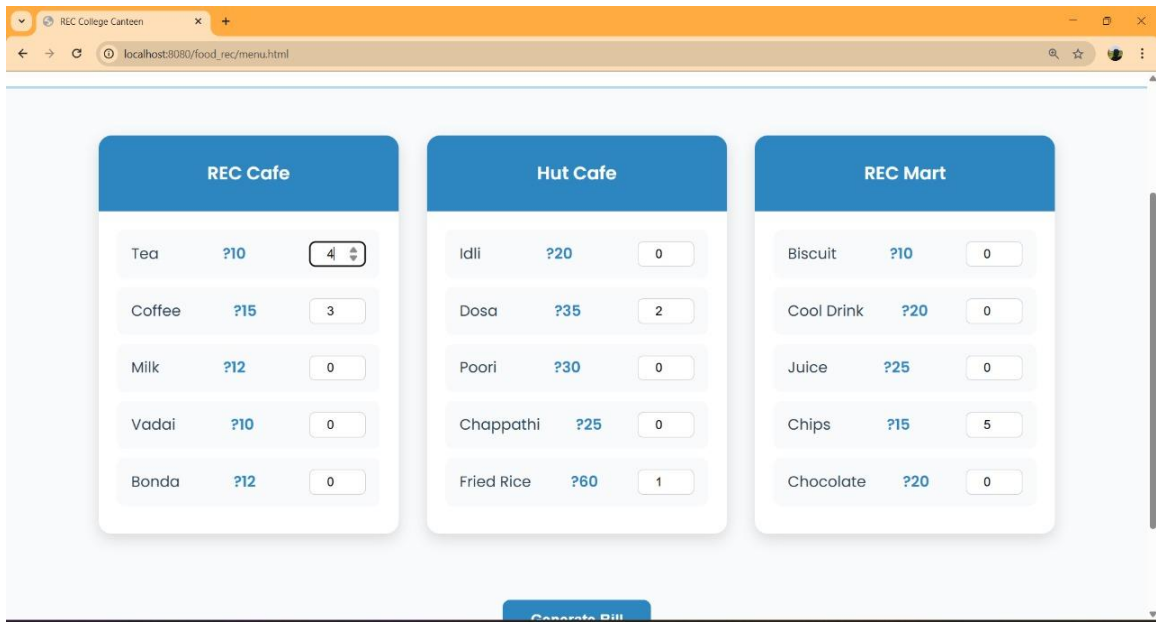 REC College Canteen
localhost:8080/food_rec/menu.html
REC Cafe
Tea ?10 4
Coffee ?15 3
Milk ?12 0
Vadai ?10 0
Bonda ?12 0
Hut Cafe
Idli ?20 0
Dosa ?35 2
Poori ?30 0
Chappathi ?25 0
Fried Rice ?60 1
REC Mart
Biscuit ?10 0
Cool Drink ?20 0
Juice ?25 0
Chips ?15 5
Chocolate ?20 0
Generate Bill